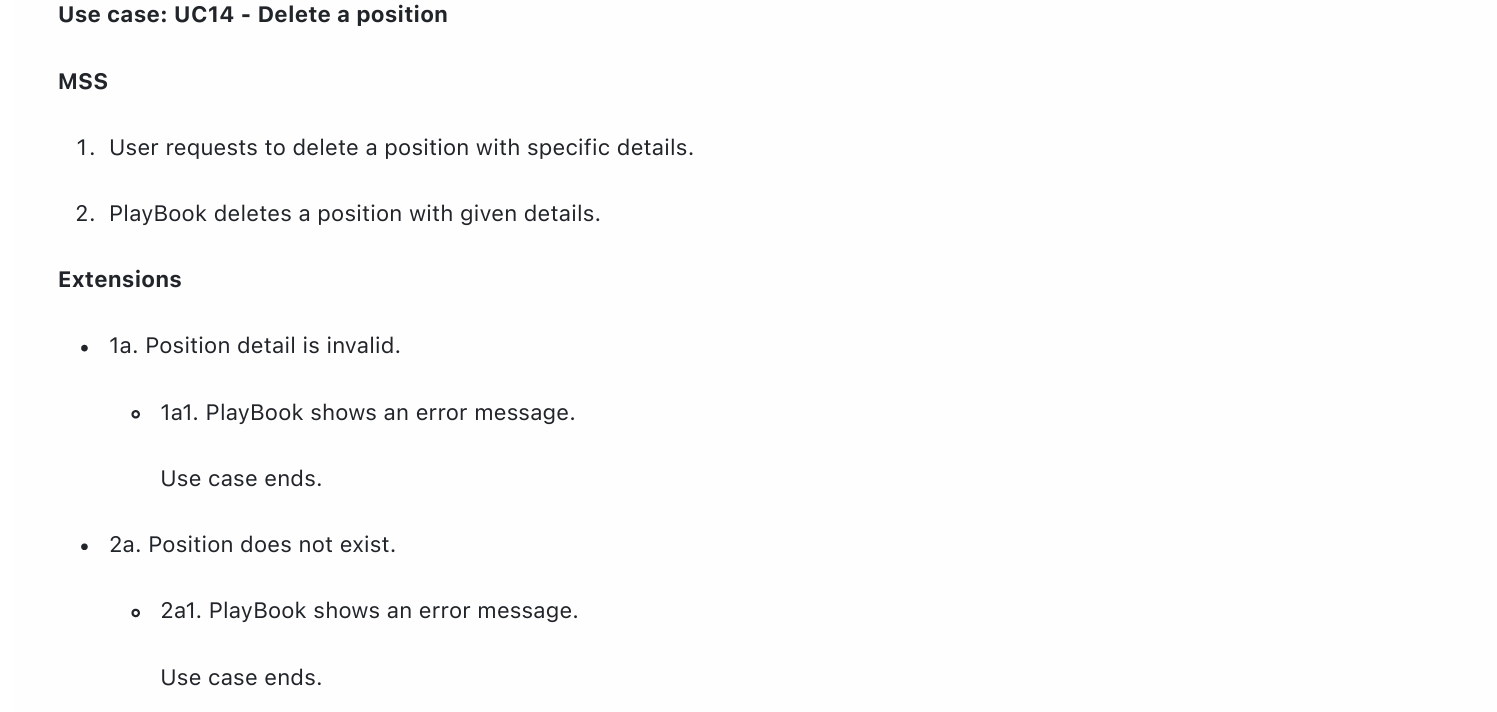 Use case: UC14 - Delete a position
MSS
1. User requests to delete a position with specific details.
2. PlayBook deletes a position with given details.
Extensions
• 1a. Position detail is invalid.
◦ 1a1. PlayBook shows an error message.
Use case ends.
• 2a. Position does not exist.
◦ 2a1. PlayBook shows an error message.
Use case ends.